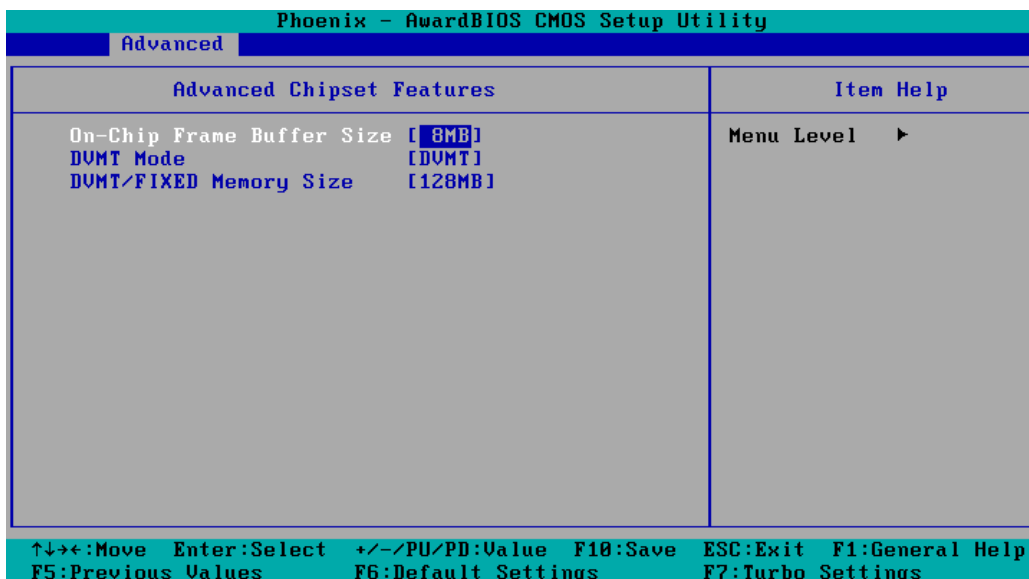 Phoenix - AwardBIOS CMOS Setup Utility
Advanced
Advanced Chipset Features
Item Help
On-Chip Frame Buffer Size [ 8MB]
DVMT Mode [DVMT]
DVMT/FIXED Memory Size [128MB]
Menu Level ►
↑↓→←:Move Enter:Select +/-/PU/PD:Value F10:Save ESC:Exit F1:General Help
F5:Previous Values F6:Default Settings F7:Turbo Settings